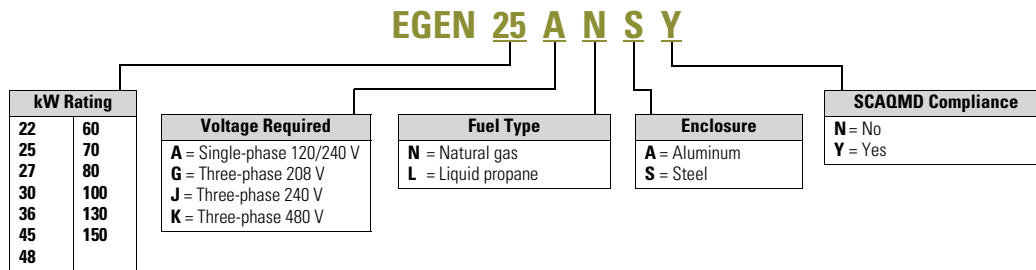 EGEN 25 A N S Y
kW Rating
22 60
25 70
27 80
30 100
36 130
45 150
48
Voltage Required
A = Single-phase 120/240 V
G = Three-phase 208 V
J = Three-phase 240 V
K = Three-phase 480 V
Fuel Type
N = Natural gas
L = Liquid propane
Enclosure
A = Aluminum
S = Steel
SCAQMD Compliance
N = No
Y = Yes